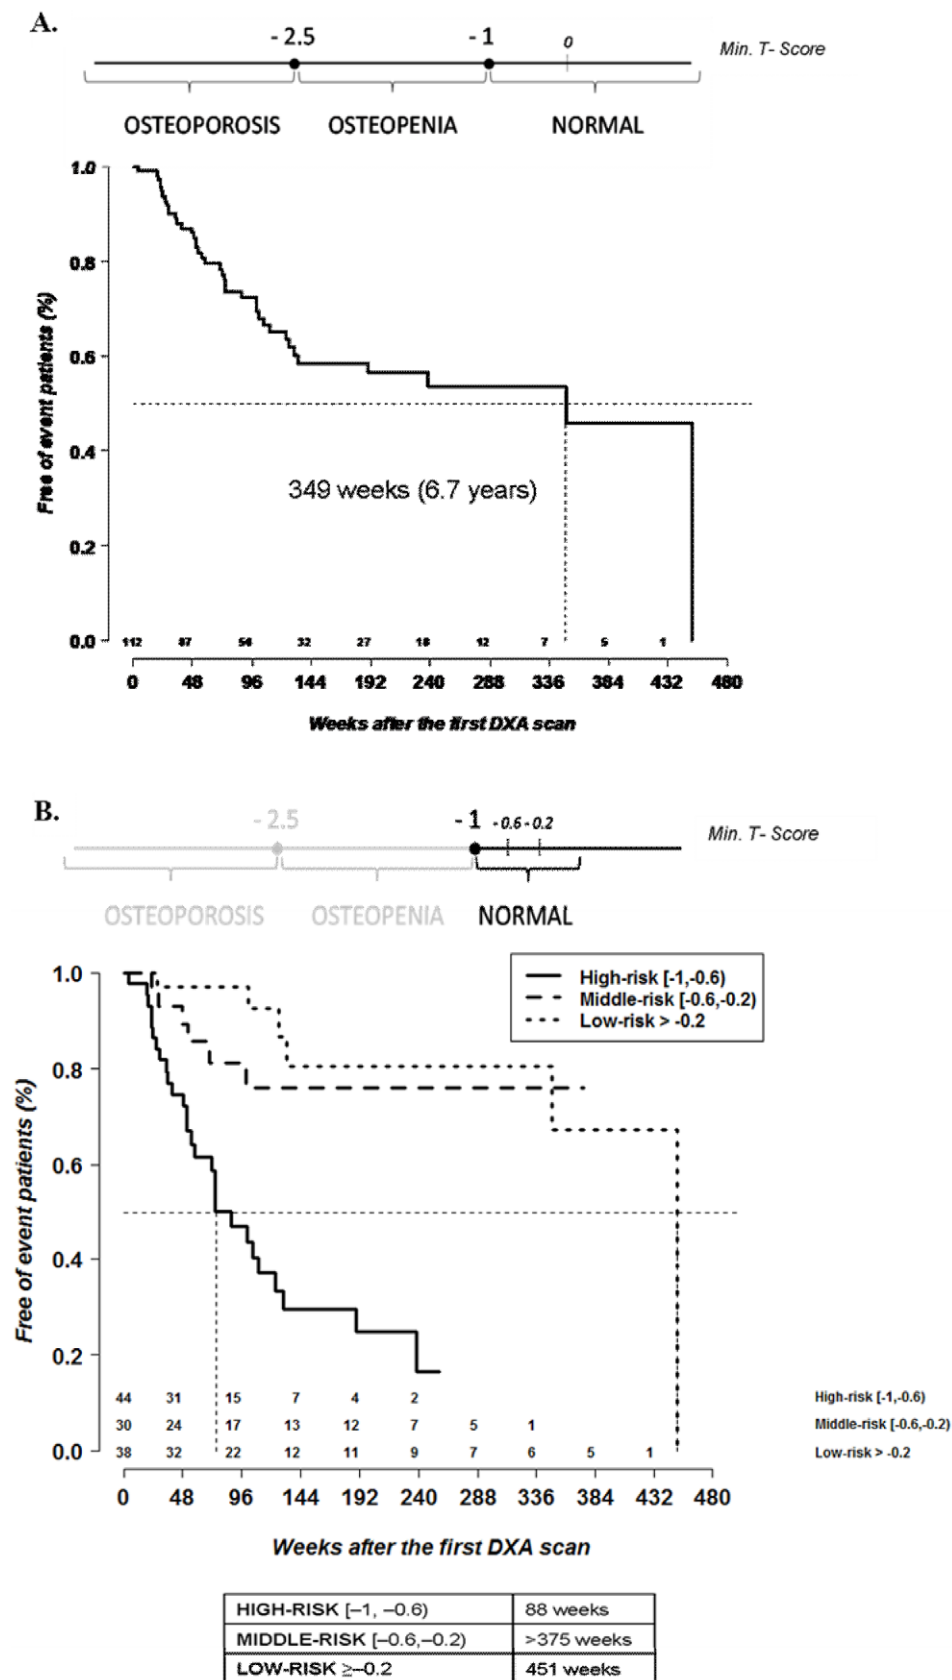 A.
- 2.5
- 1
0
Min. T- Score
OSTEOPOROSIS
OSTEOPENIA
NORMAL
1.0
0.8
0.6
0.4
0.2
0.0
Free of event patients (%)
349 weeks (6.7 years)
112 87 54 32 27 18 12 7 5 1
0 48 96 144 192 240 288 336 384 432 480
Weeks after the first DXA scan
B.
- 2.5
- 1
- 0.6 - 0.2
Min. T- Score
OSTEOPOROSIS
OSTEOPENIA
NORMAL
High-risk [-1,-0.6)
Middle-risk [-0.6,-0.2)
Low-risk > -0.2
1.0
0.8
0.6
0.4
0.2
0.0
Free of event patients (%)
44 31 15 7 4 2 High-risk [-1,-0.6)
30 24 17 13 12 7 5 1 Middle-risk [-0.6,-0.2)
38 32 22 12 11 9 7 6 5 1 Low-risk > -0.2
0 48 96 144 192 240 288 336 384 432 480
Weeks after the first DXA scan
HIGH-RISK [–1, –0.6) 88 weeks
MIDDLE-RISK [–0.6,–0.2) >375 weeks
LOW-RISK ≥–0.2 451 weeks